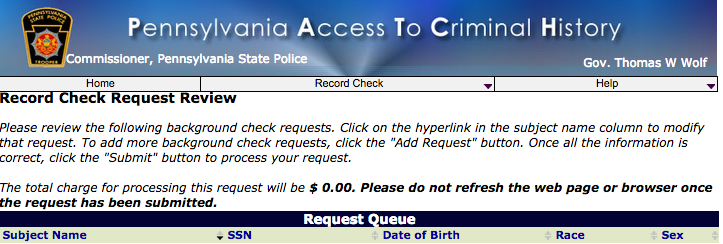 Pennsylvania Access To Criminal History
Commissioner, Pennsylvania State Police
Gov. Thomas W Wolf
Home Record Check Help
Record Check Request Review
Please review the following background check requests. Click on the hyperlink in the subject name column to modify
that request. To add more background check requests, click the "Add Request" button. Once all the information is
correct, click the "Submit" button to process your request.
The total charge for processing this request will be $ 0.00. Please do not refresh the web page or browser once
the request has been submitted.
Request Queue
Subject Name SSN Date of Birth Race Sex